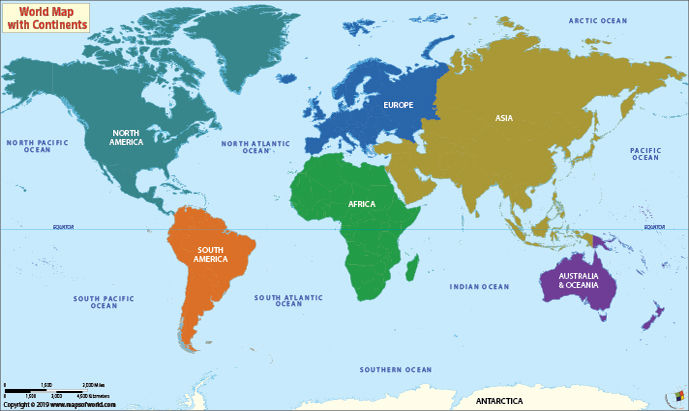 World Map
with Continents
ARCTIC OCEAN
EUROPE
ASIA
NORTH
AMERICA
NORTH PACIFIC
OCEAN
NORTH ATLANTIC
OCEAN
PACIFIC
OCEAN
AFRICA
EQUATOR
EQUATOR
SOUTH
AMERICA
AUSTRALIA
& OCEANIA
INDIAN OCEAN
SOUTH PACIFIC
OCEAN
SOUTH ATLANTIC
OCEAN
SOUTHERN OCEAN
0 1,500 3,000 Miles
0 1,500 3,000 4,500 Kilometers
Copyright © 2019 www.mapsofworld.com
ANTARCTICA